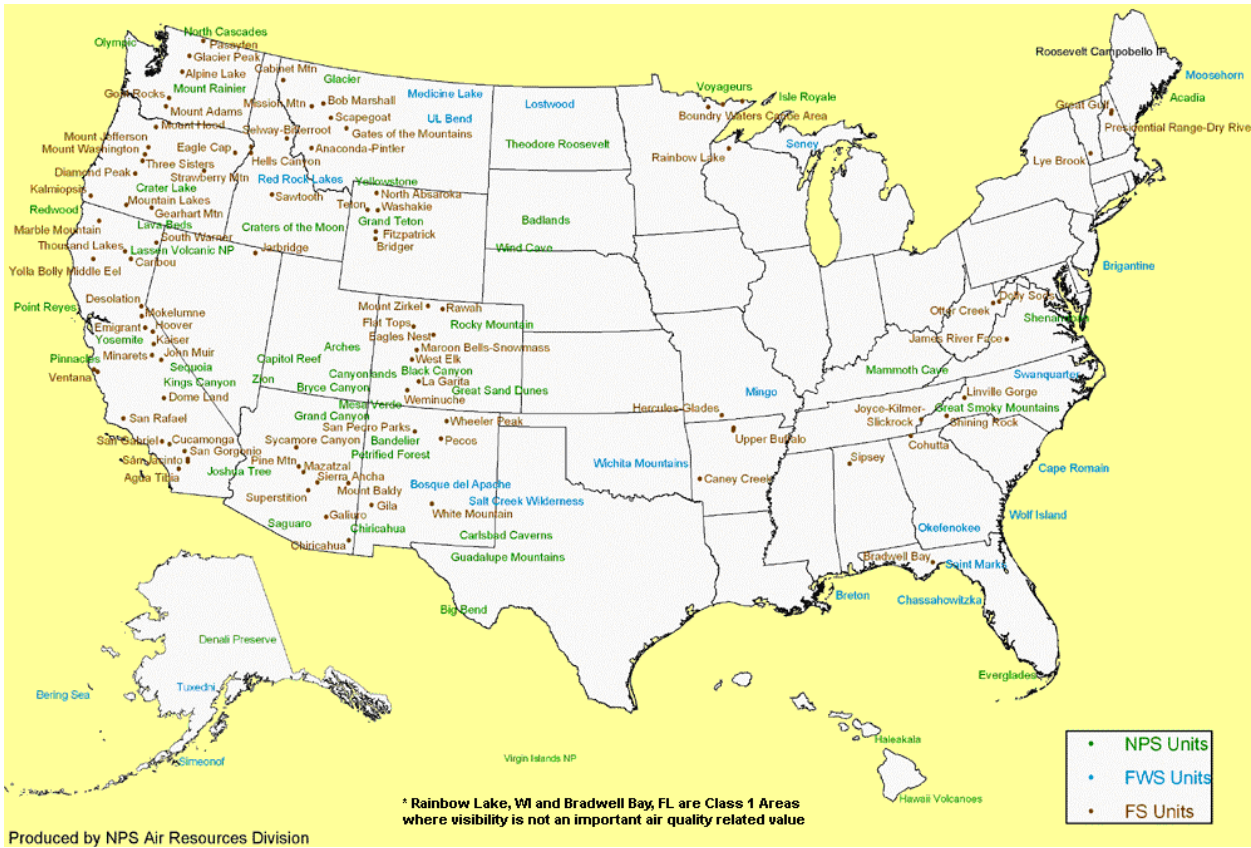 North Cascades
Olympic
Pasayten
Glacier Peak
Alpine Lake
Mount Rainier
Goat Rocks
Mount Adams
Mount Hood
Mount Jefferson
Mount Washington
Three Sisters
Diamond Peak
Eagle Cap
Hells Canyon
Strawberry Mtn
Kalmiopsis
Crater Lake
Mountain Lakes
Gearhart Mtn
Redwood
Lava Beds
Marble Mountain
South Warner
Thousand Lakes
Lassen Volcanic NP
Caribou
Yolla Bolly Middle Eel
Cabinet Mtn
Glacier
Mission Mtn
Bob Marshall
Scapegoat
Selway-Bitterroot
Gates of the Mountains
Anaconda-Pintler
Medicine Lake
UL Bend
Red Rock Lakes
Sawtooth
Craters of the Moon
Jarbridge
Yellowstone
North Absaroka
Teton
Washakie
Grand Teton
Fitzpatrick
Bridger
Lostwood
Theodore Roosevelt
Badlands
Wind Cave
Voyageurs
Isle Royale
Boundry Waters Canoe Area
Rainbow Lake
Seney
Roosevelt Campobello IP
Moosehorn
Acadia
Great Gulf
Presidential Range-Dry Rive
Lye Brook
Brigantine
Point Reyes
Desolation
Mokelumne
Emigrant
Hoover
Yosemite
Kaiser
Pinnacles
Minarets
John Muir
Ventana
Sequoia
Kings Canyon
Dome Land
San Rafael
San Gabriel
Cucamonga
San Gorgonio
San Jacinto
Agua Tibia
Joshua Tree
Capitol Reef
Arches
Zion
Canyonlands
Bryce Canyon
Mount Zirkel
Rawah
Flat Tops
Rocky Mountain
Eagles Nest
Maroon Bells-Snowmass
West Elk
Black Canyon
La Garita
Great Sand Dunes
Weminuche
Mesa Verde
Grand Canyon
San Pedro Parks
Wheeler Peak
Sycamore Canyon
Bandelier
Pecos
Petrified Forest
Pine Mtn
Mazatzal
Sierra Ancha
Mount Baldy
Superstition
Gila
Galiuro
Saguaro
Chiricahua
Chiricahua
Bosque del Apache
Salt Creek Wilderness
White Mountain
Carlsbad Caverns
Guadalupe Mountains
Big Bend
Wichita Mountains
Hercules-Glades
Mingo
Upper Buffalo
Caney Creek
Otter Creek
Dolly Sods
Shenandoah
James River Face
Mammoth Cave
Swanquarter
Linville Gorge
Joyce-Kilmer-
Slickrock
Great Smoky Mountains
Shining Rock
Cohutta
Sipsey
Cape Romain
Wolf Island
Okefenokee
Bradwell Bay
Saint Marks
Breton
Chassahowitzka
Everglades
Denali Preserve
Bering Sea
Tuxedni
Simeonof
Virgin Islands NP
Haleakala
Hawaii Volcanoes
NPS Units
FWS Units
FS Units
* Rainbow Lake, WI and Bradwell Bay, FL are Class 1 Areas
where visibility is not an important air quality related value
Produced by NPS Air Resources Division